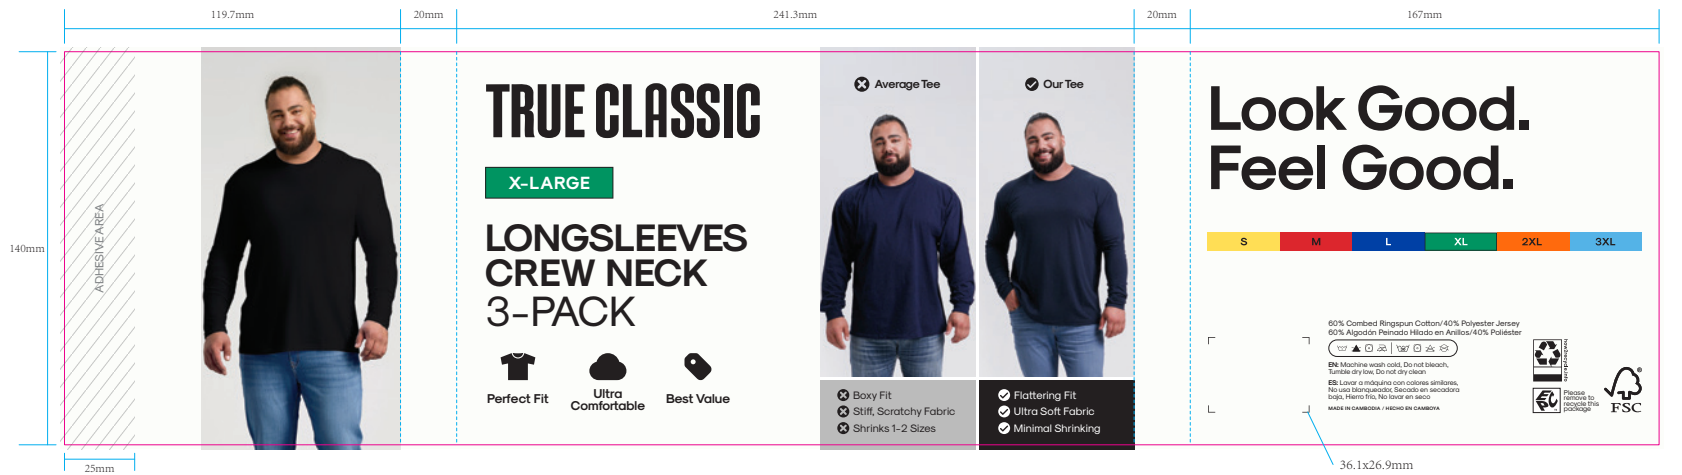 119.7mm
20mm
241.3mm
20mm
167mm
140mm
25mm
ADHESIVE AREA
TRUE CLASSIC
X-LARGE
LONGSLEEVES
CREW NECK
3-PACK
Perfect Fit
Ultra
Comfortable
Best Value
Average Tee
Our Tee
Boxy Fit
Stiff, Scratchy Fabric
Shrinks 1-2 Sizes
Flattering Fit
Ultra Soft Fabric
Minimal Shrinking
Look Good.
Feel Good.
S M L XL 2XL 3XL
60% Combed Ringspun Cotton/40% Polyester Jersey
60% Algodón Peinado Hilado en Anillos/40% Poliéster
EN: Machine wash cold, Do not bleach,
Tumble dry low, Do not dry clean
ES: Lavar a máquina con colores similares,
No usa blanqueador, Secado en secadora
baja, Hierro frío, No lavar en seco
MADE IN CAMBODIA / HECHO EN CAMBOYA
how2recycle.info
EPC
Please
remove to
recycle this
package
FSC
36.1x26.9mm